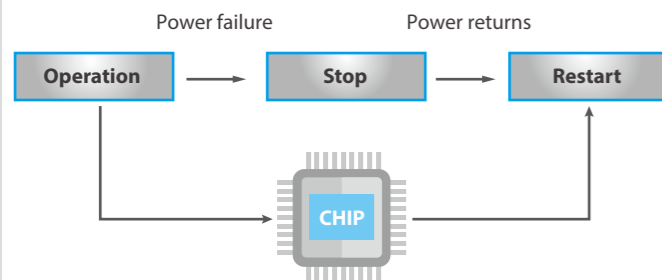 Power failure
Power returns
Operation
Stop
Restart
CHIP